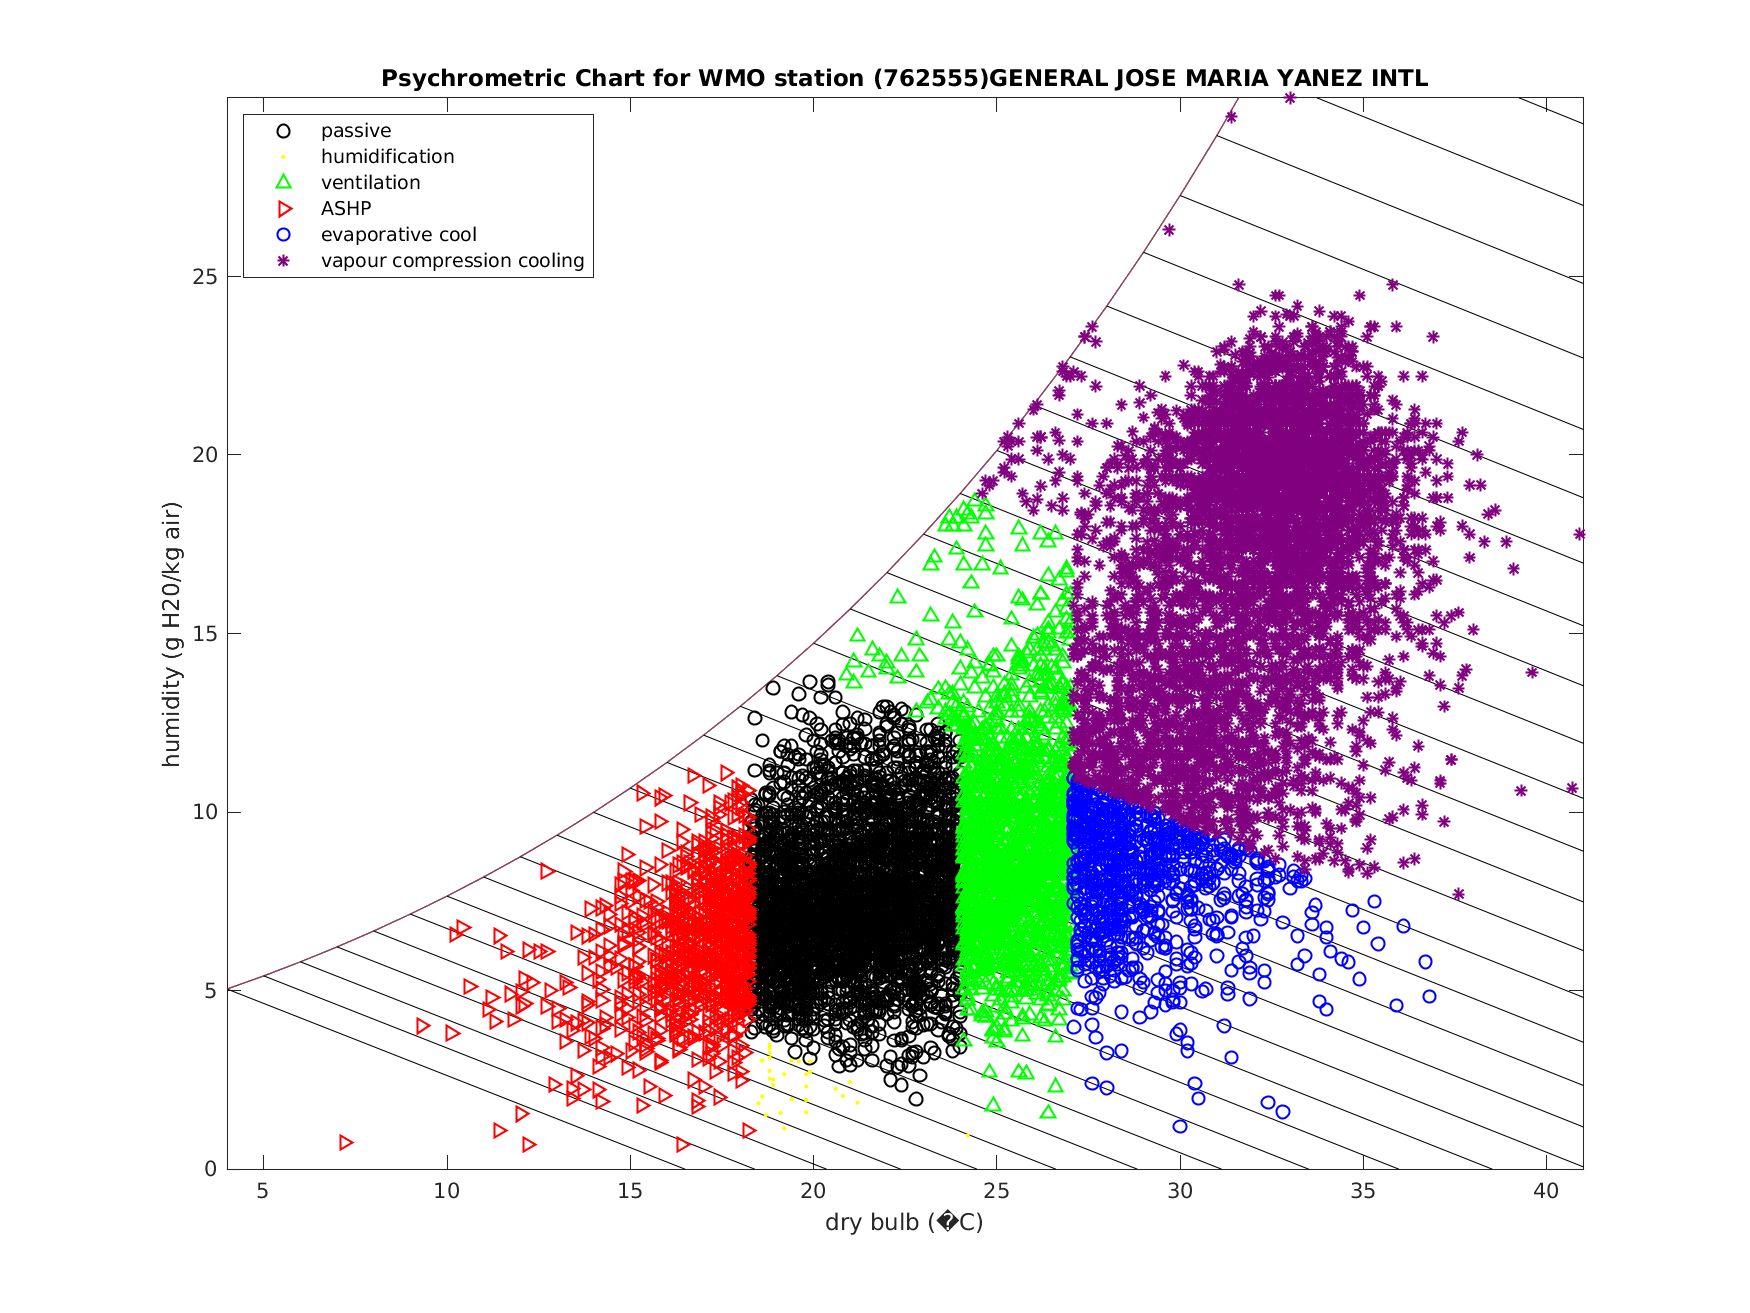 Psychrometric Chart for WMO station (762555)GENERAL JOSE MARIA YANEZ INTL
passive
humidification
ventilation
ASHP
evaporative cool
vapour compression cooling
humidity (g H20/kg air)
25
20
15
10
5
0
5 10 15 20 25 30 35 40
dry bulb (�C)